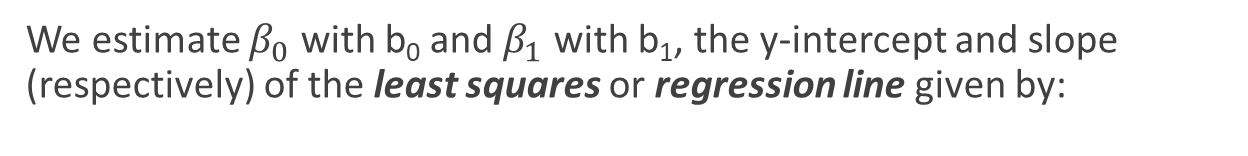 We estimate β₀ with b₀ and β₁ with b₁, the y-intercept and slope
(respectively) of the least squares or regression line given by: